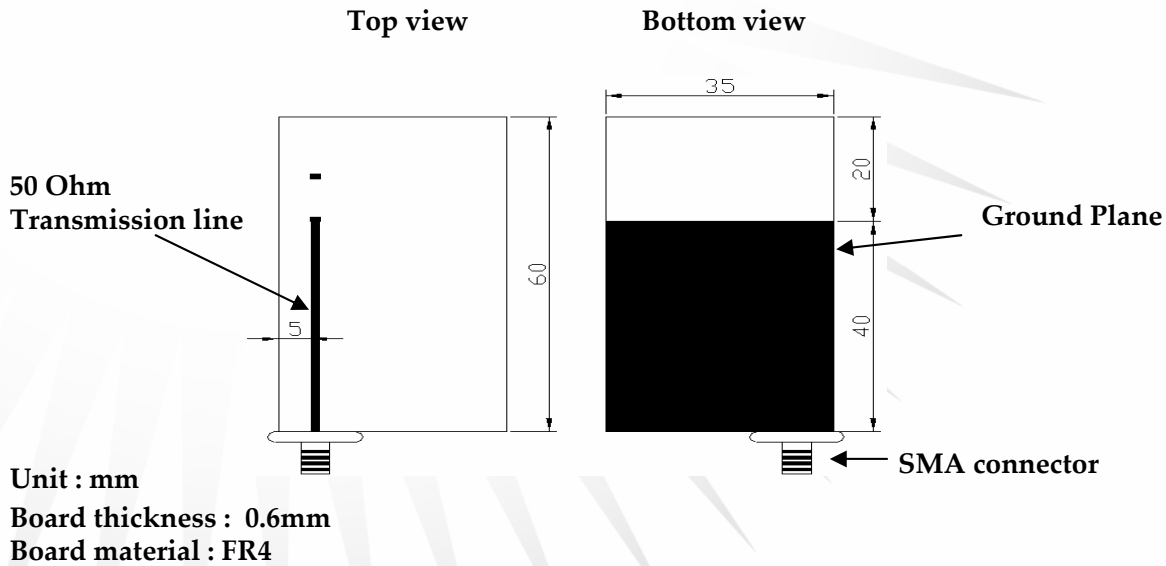 Top view
Bottom view
35
50 Ohm
Transmission line
20
Ground Plane
60
5
40
SMA connector
Unit : mm
Board thickness : 0.6mm
Board material : FR4